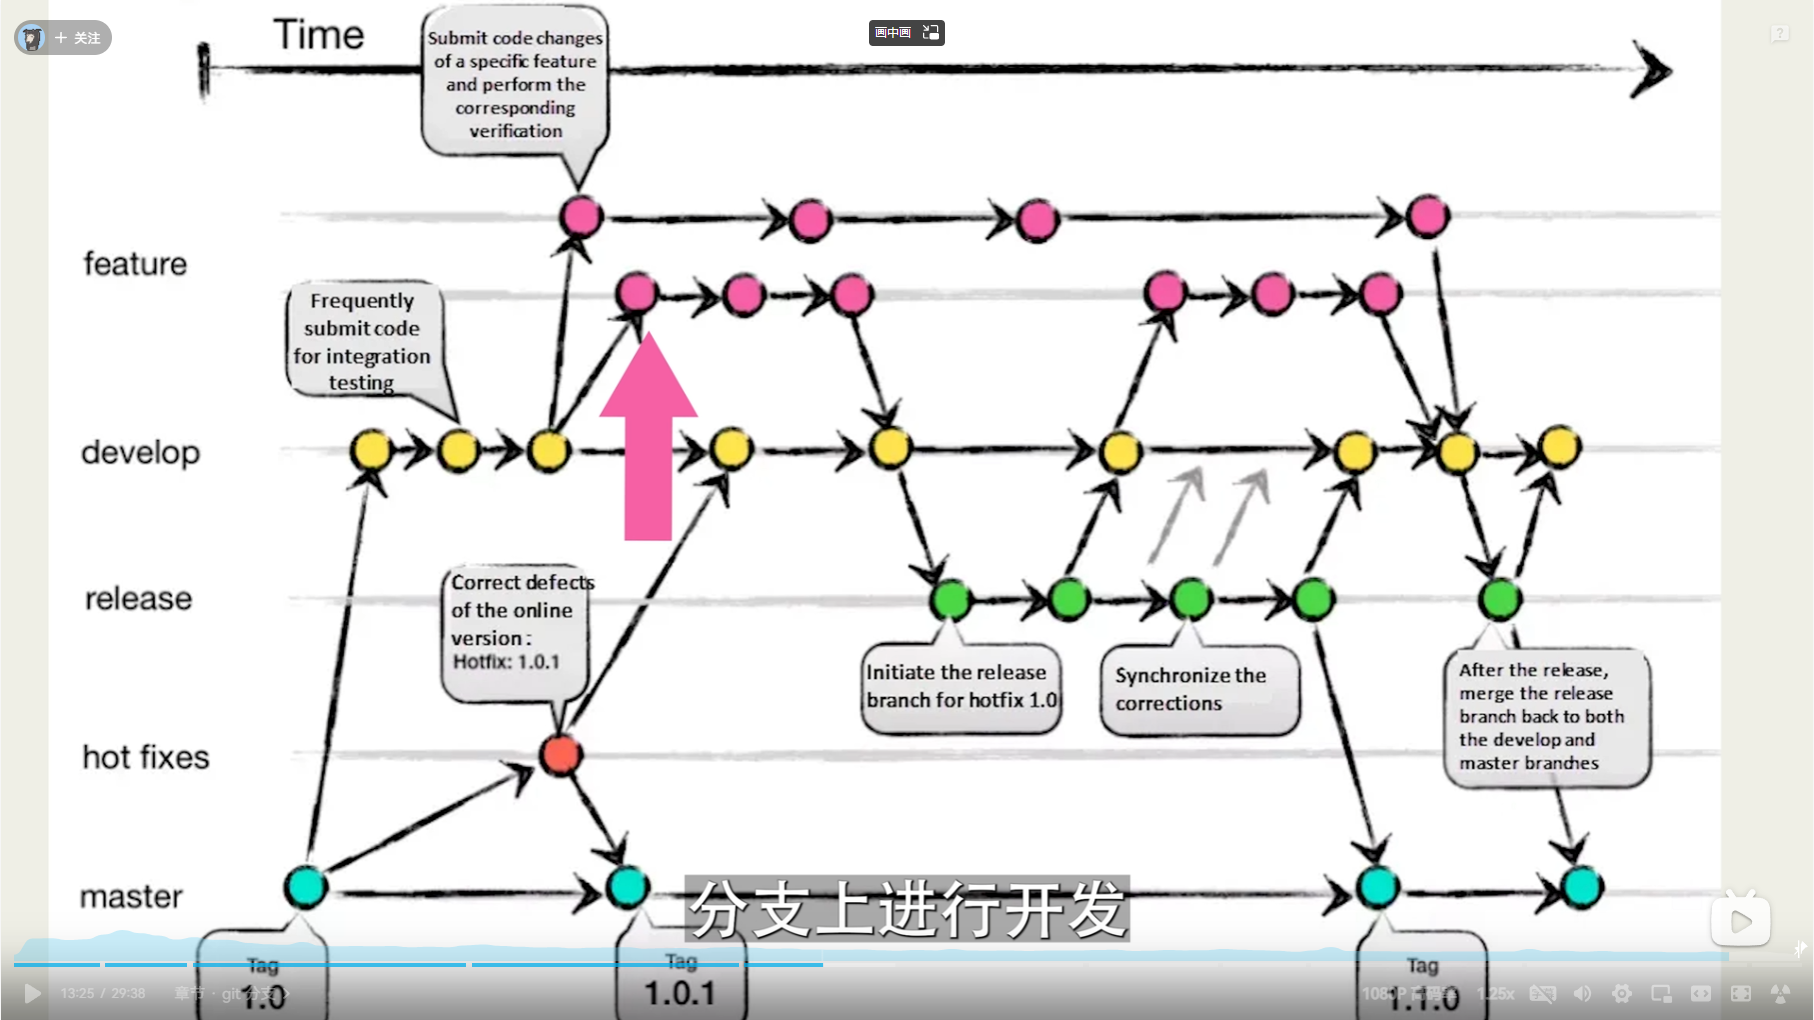 关注
画中画
Time
Submit code changes
of a specific feature
and perform the
corresponding
verification
feature
Frequently
submit code
for integration
testing
develop
release
Correct defects
of the online
version :
Hotfix: 1.0.1
Initiate the release
branch for hotfix 1.0
Synchronize the
corrections
After the release,
merge the release
branch back to both
the develop and
master branches
hot fixes
master
分支上进行开发
Tag
1.0
Tag
1.0.1
Tag
1.1.0
13:25 / 29:38
章节 · git 分支 ›
1080P 高码率
1.25x